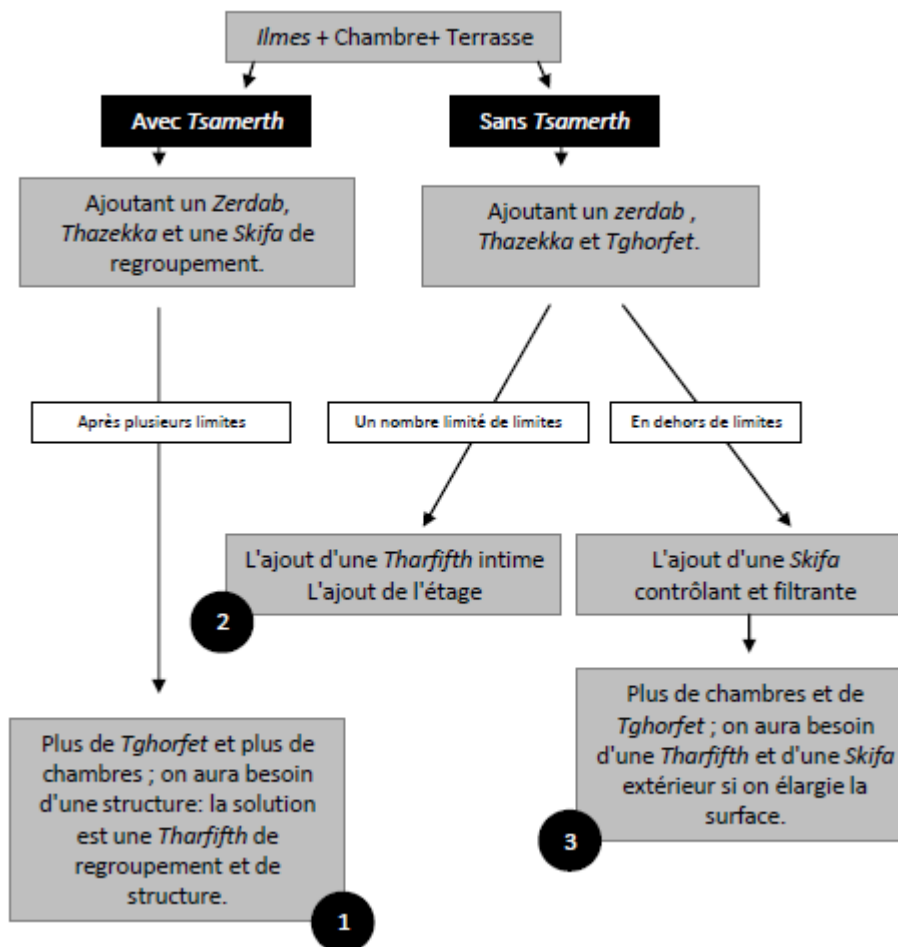 Ilmes + Chambre+ Terrasse
Avec Tsamerth
Sans Tsamerth
Ajoutant un Zerdab,
Thazekka et une Skifa de
regroupement.
Ajoutant un zerdab ,
Thazekka et Tghorfet.
Après plusieurs limites
Un nombre limité de limites
En dehors de limites
L'ajout d'une Tharfifth intime
L'ajout de l'étage
2
L'ajout d'une Skifa
contrôlant et filtrante
Plus de Tghorfet et plus de
chambres ; on aura besoin
d'une structure: la solution
est une Tharfifth de
regroupement et de
structure.
1
Plus de chambres et de
Tghorfet ; on aura besoin
d'une Tharfifth et d'une Skifa
extérieur si on élargie la
surface.
3